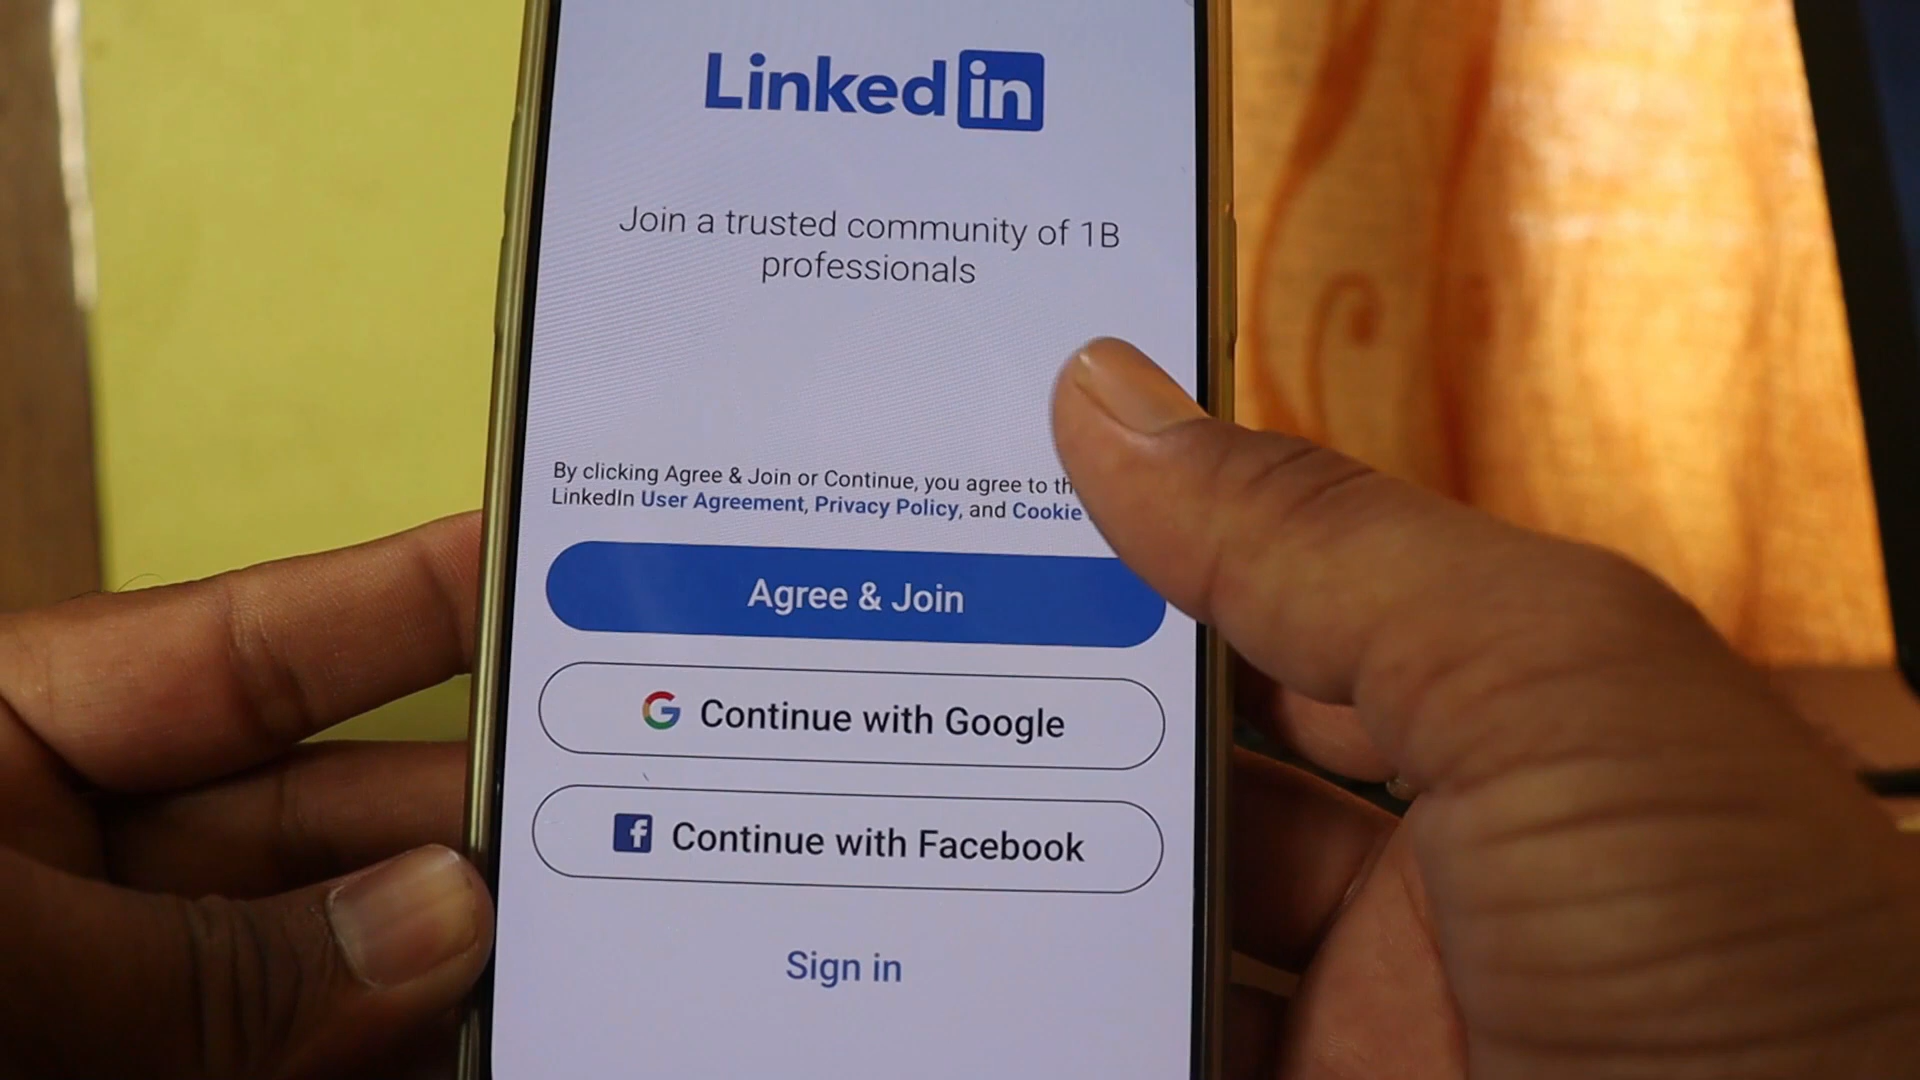 Linkedin
Join a trusted community of 1B
professionals
By clicking Agree & Join or Continue, you agree to
LinkedIn User Agreement, Privacy Policy, and Cookie
Agree & Join
Continue with Google
Continue with Facebook
Sign in